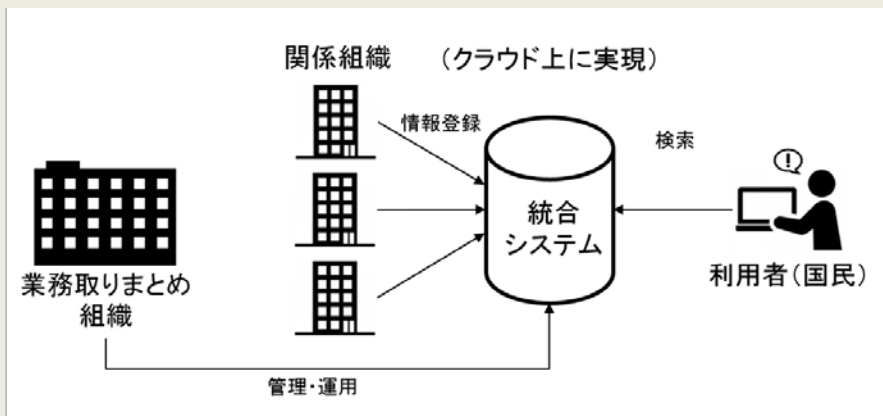 関係組織
(クラウド上に実現)
情報登録
検索
統合
システム
業務取りまとめ
組織
利用者(国民)
管理・運用